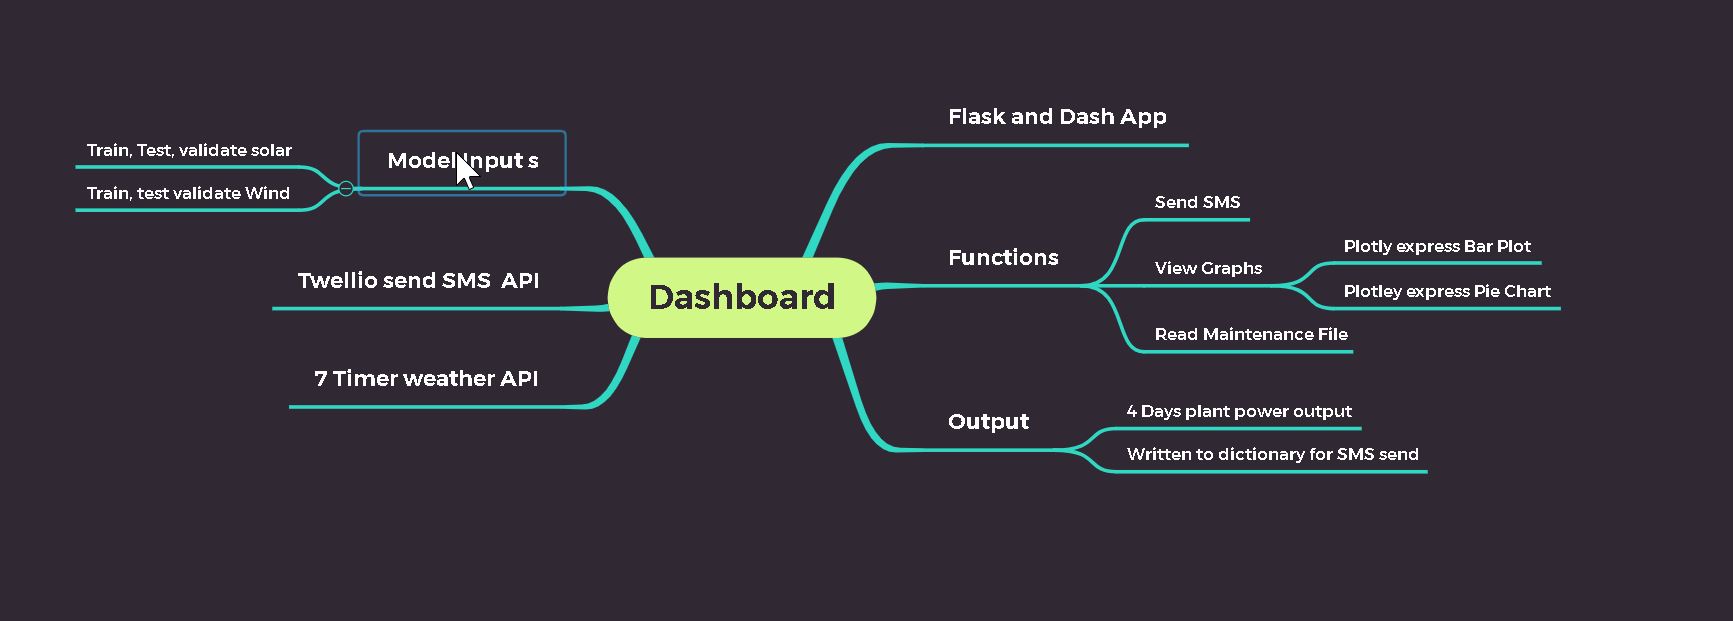 Train, Test, validate solar
Train, test validate Wind
Model Input s
Twellio send SMS  API
7 Timer weather API
Dashboard
Flask and Dash App
Functions
Send SMS
View Graphs
Plotly express Bar Plot
Plotley express Pie Chart
Read Maintenance File
Output
4 Days plant power output
Written to dictionary for SMS send